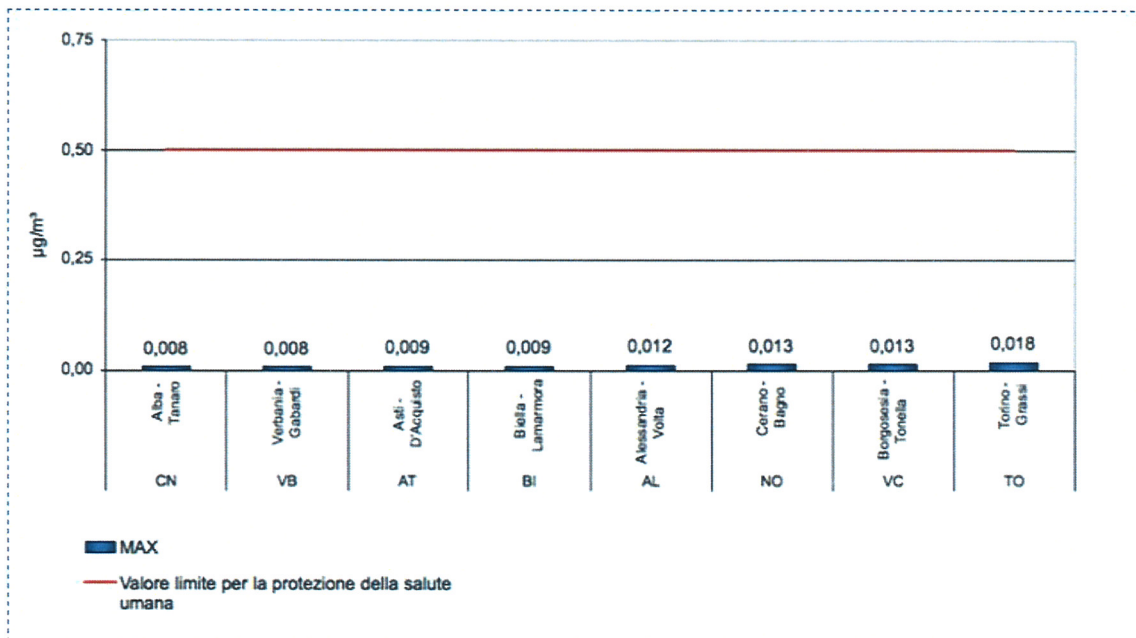 0,75
0,50
0,25
0,00
µg/m³
0,008
0,008
0,009
0,009
0,012
0,013
0,013
0,018
Alba -
Tanaro
Verbania -
Gabardi
Asti -
D'Acquisto
Biella -
Lamarmora
Alessandria -
Volta
Cerano -
Bagno
Borgosesia -
Tonella
Torino -
Grassi
CN
VB
AT
BI
AL
NO
VC
TO
MAX
Valore limite per la protezione della salute
umana